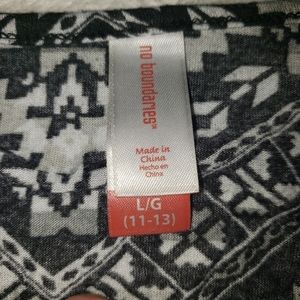 no boundaries
Made in
China
Hecho en
China
L/G
(11-13)